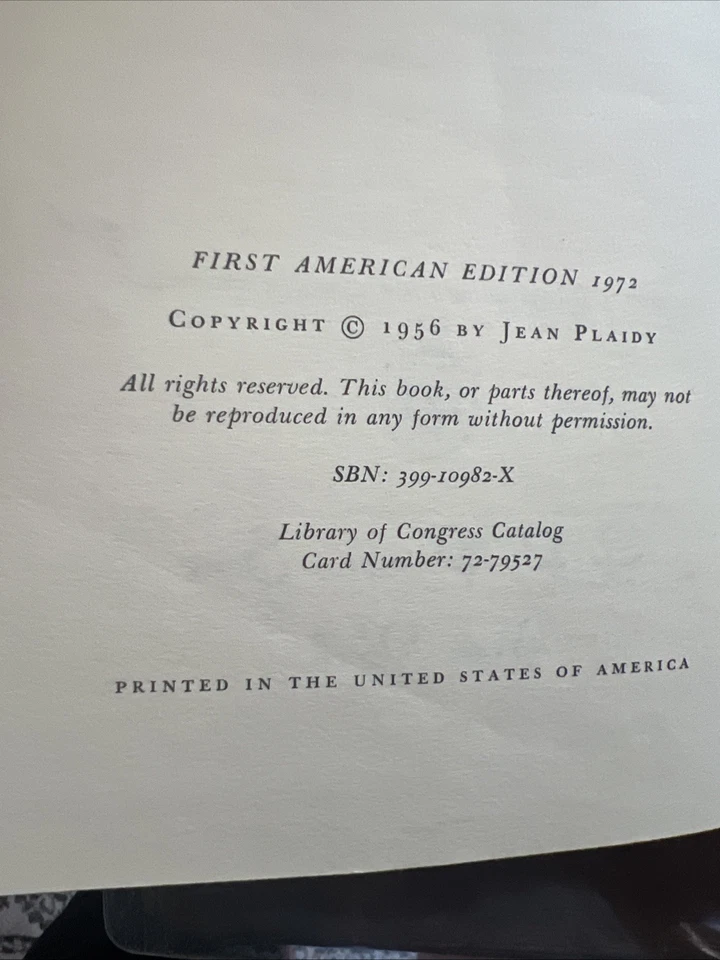 FIRST AMERICAN EDITION 1972
COPYRIGHT © 1956 BY JEAN PLAIDY
All rights reserved. This book, or parts thereof, may not
be reproduced in any form without permission.
SBN: 399-10982-X
Library of Congress Catalog
Card Number: 72-79527
PRINTED IN THE UNITED STATES OF AMERICA